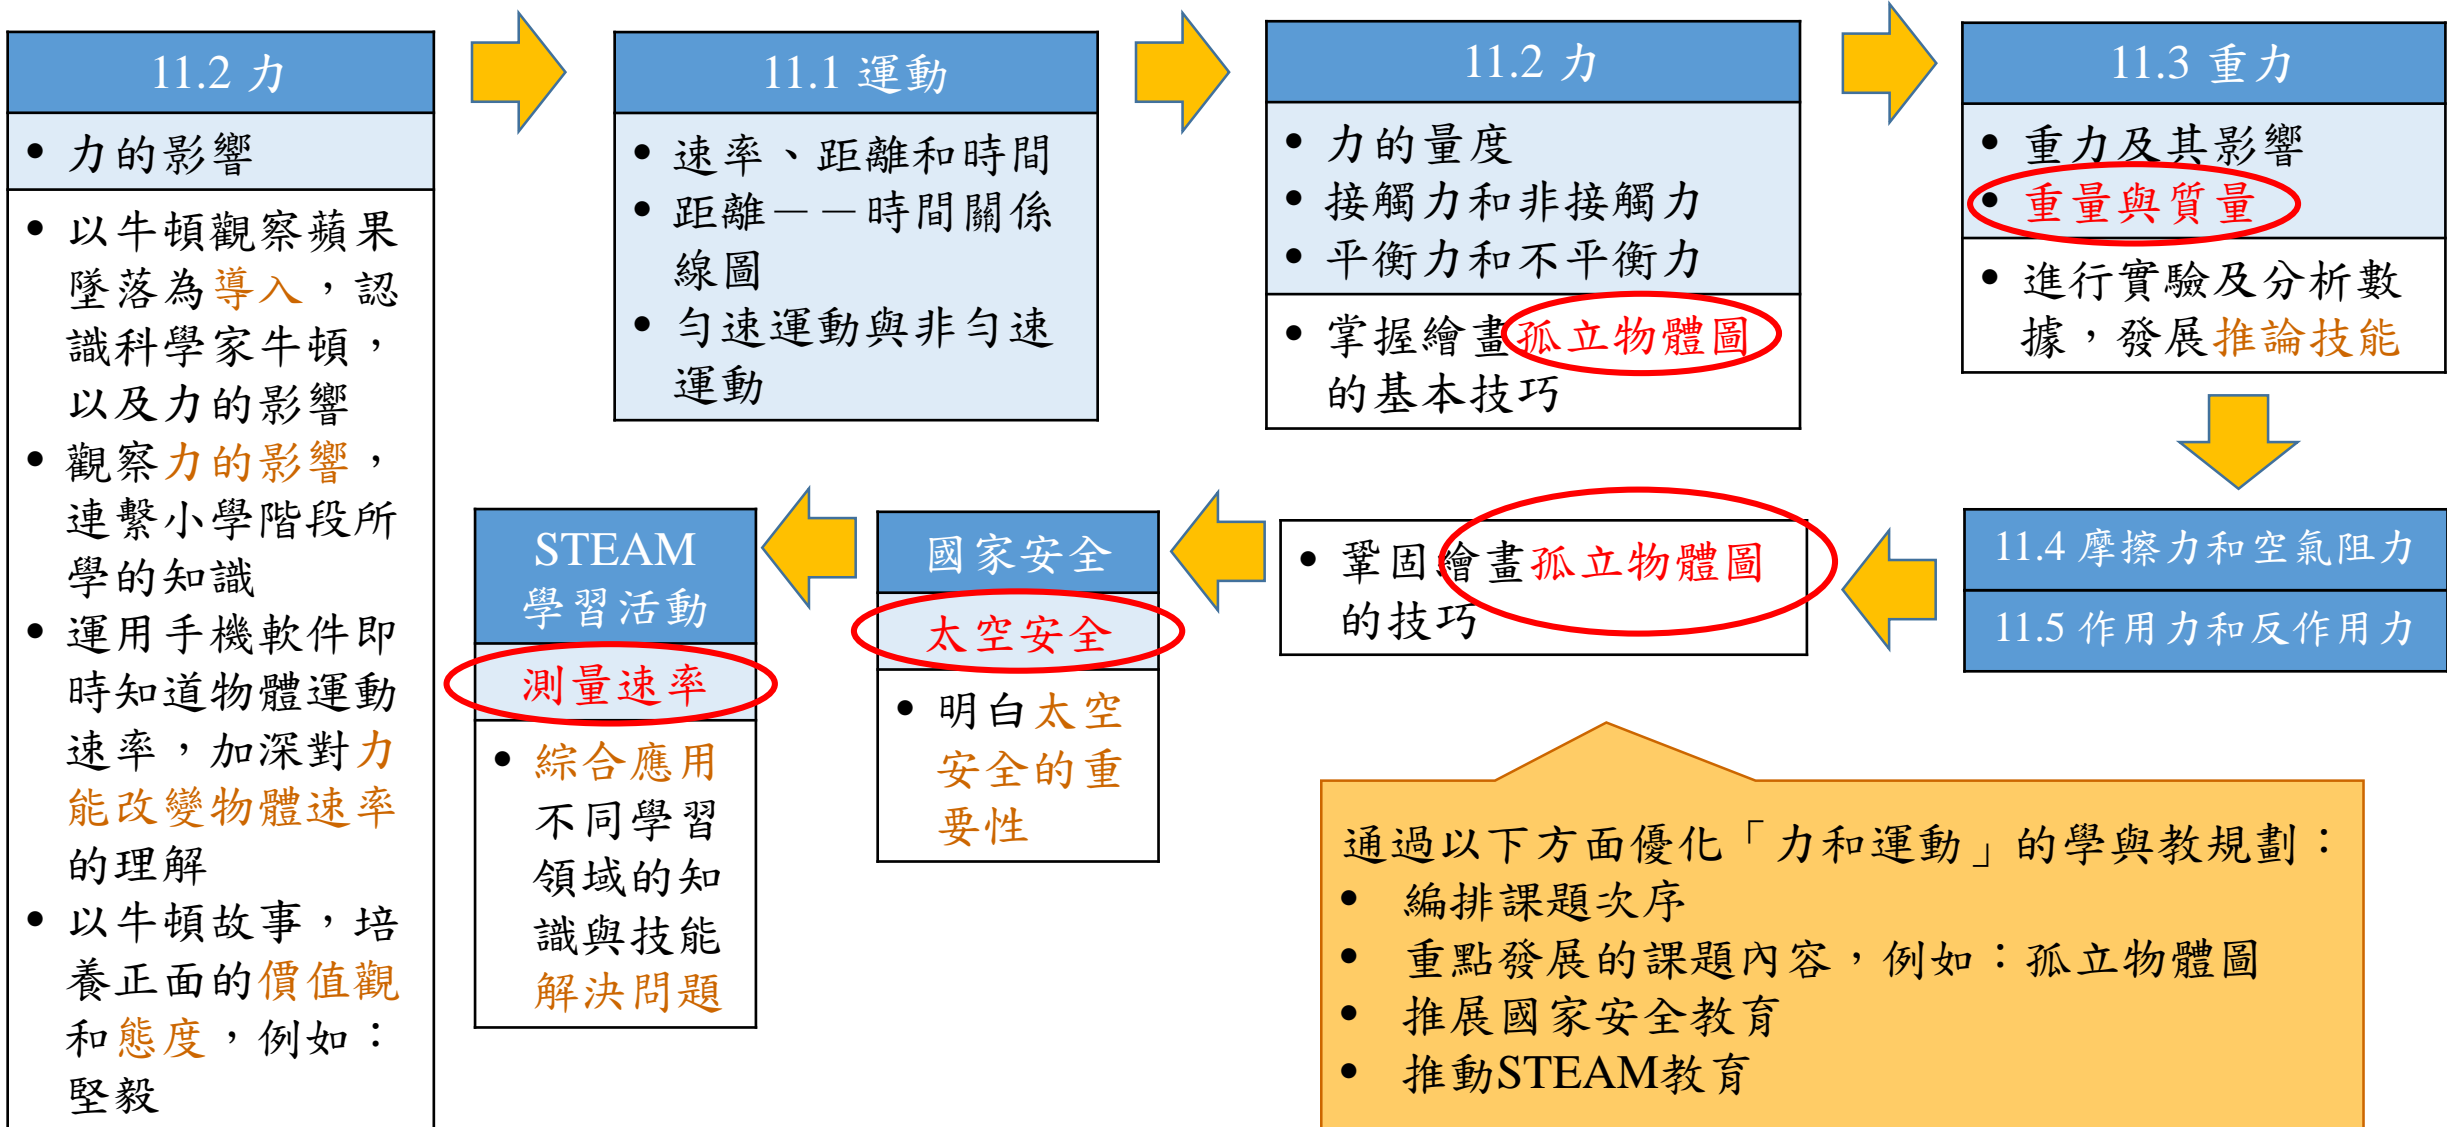 11.2 力
• 力的影響
• 以牛頓觀察蘋果
墜落為導入，認
識科學家牛頓，
以及力的影響
• 觀察力的影響，
連繫小學階段所
學的知識
• 運用手機軟件即
時知道物體運動
速率，加深對力
能改變物體速率
的理解
• 以牛頓故事，培
養正面的價值觀
和態度，例如：
堅毅
11.1 運動
• 速率、距離和時間
• 距離－－時間關係
線圖
• 勻速運動與非勻速
運動
11.2 力
• 力的量度
• 接觸力和非接觸力
• 平衡力和不平衡力
• 掌握繪畫孤立物體圖
的基本技巧
11.3 重力
• 重力及其影響
• 重量與質量
• 進行實驗及分析數
據，發展推論技能
11.4 摩擦力和空氣阻力
11.5 作用力和反作用力
• 鞏固繪畫孤立物體圖
的技巧
國家安全
太空安全
• 明白太空
安全的重
要性
STEAM
學習活動
測量速率
• 綜合應用
不同學習
領域的知
識與技能
解決問題
通過以下方面優化「力和運動」的學與教規劃：
• 編排課題次序
• 重點發展的課題內容，例如：孤立物體圖
• 推展國家安全教育
• 推動STEAM教育